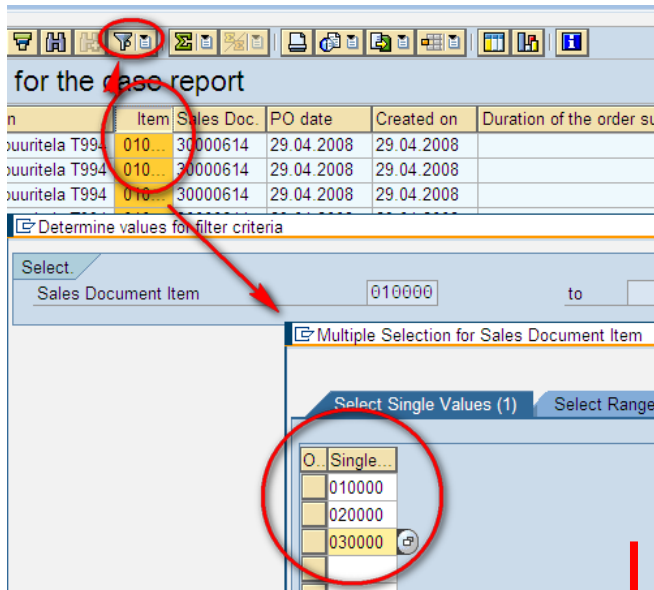 for the case report
n Item Sales Doc. PO date Created on Duration of the order su
ouuritela T994 010... 30000614 29.04.2008 29.04.2008
ouuritela T994 010... 30000614 29.04.2008 29.04.2008
ouuritela T994 010... 30000614 29.04.2008 29.04.2008
Determine values for filter criteria
Select.
Sales Document Item 010000 to
Multiple Selection for Sales Document Item
Select Single Values (1) Select Range
O.. Single...
010000
020000
030000